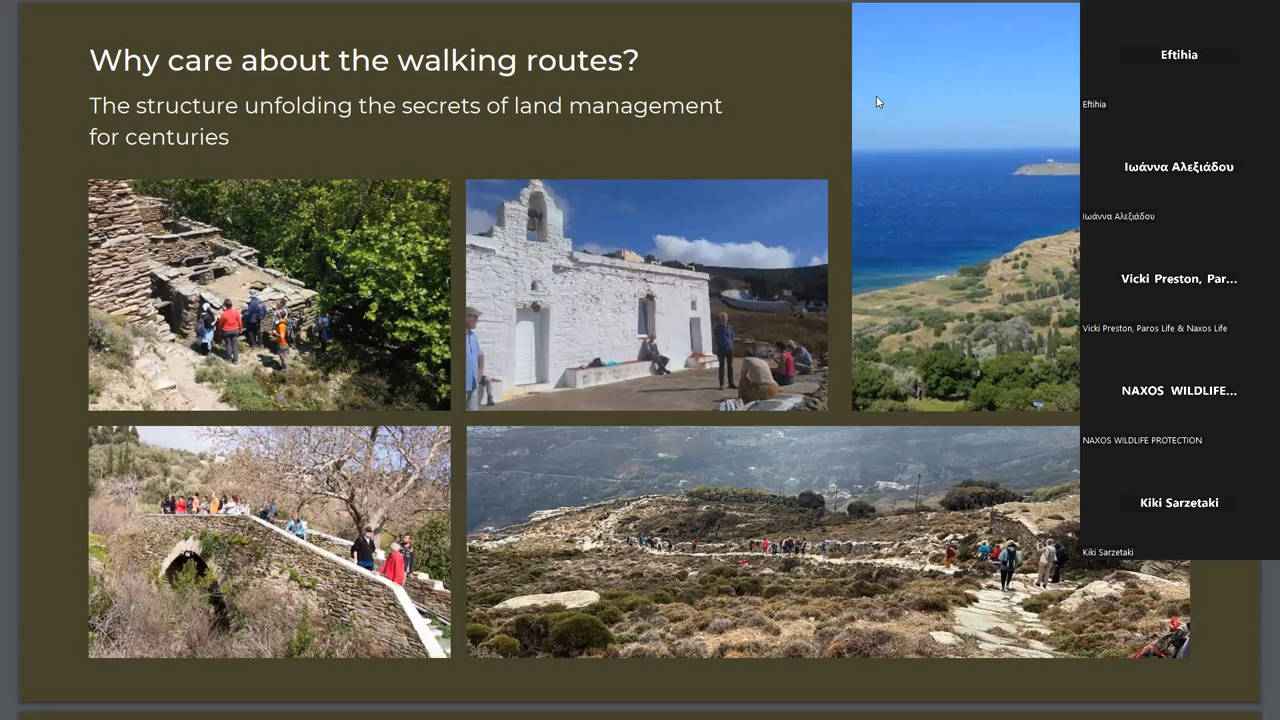 Why care about the walking routes?
The structure unfolding the secrets of land management
for centuries
Eftihia
Eftihia
Ιωάννα Αλεξιάδου
Ιωάννα Αλεξιάδου
Vicki Preston, Par...
Vicki Preston, Paros Life & Naxos Life
NAXOS WILDLIFE...
NAXOS WILDLIFE PROTECTION
Kiki Sarzetaki
Kiki Sarzetaki